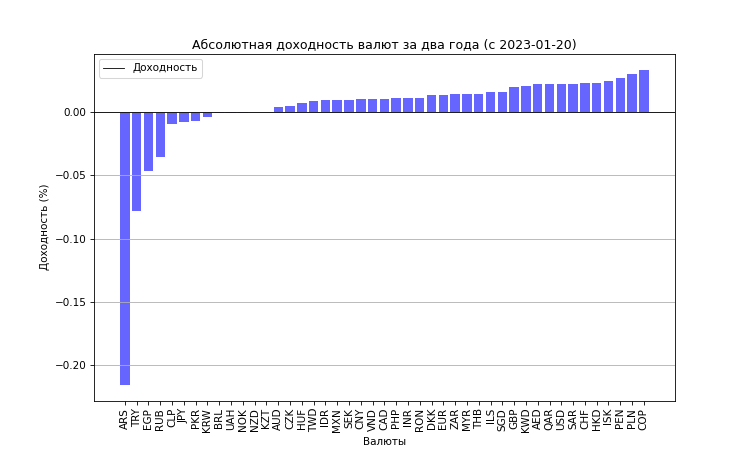 Абсолютная доходность валют за два года (с 2023-01-20)
Доходность
0.00
−0.05
−0.10
−0.15
−0.20
Доходность (%)
ARS
TRY
EGP
RUB
CLP
JPY
PKR
KRW
BRL
UAH
NOK
NZD
KZT
AUD
CZK
HUF
TWD
IDR
MXN
SEK
CNY
VND
CAD
PHP
INR
RON
DKK
EUR
ZAR
MYR
THB
ILS
SGD
GBP
KWD
AED
QAR
USD
SAR
CHF
HKD
ISK
PEN
PLN
COP
Валюты